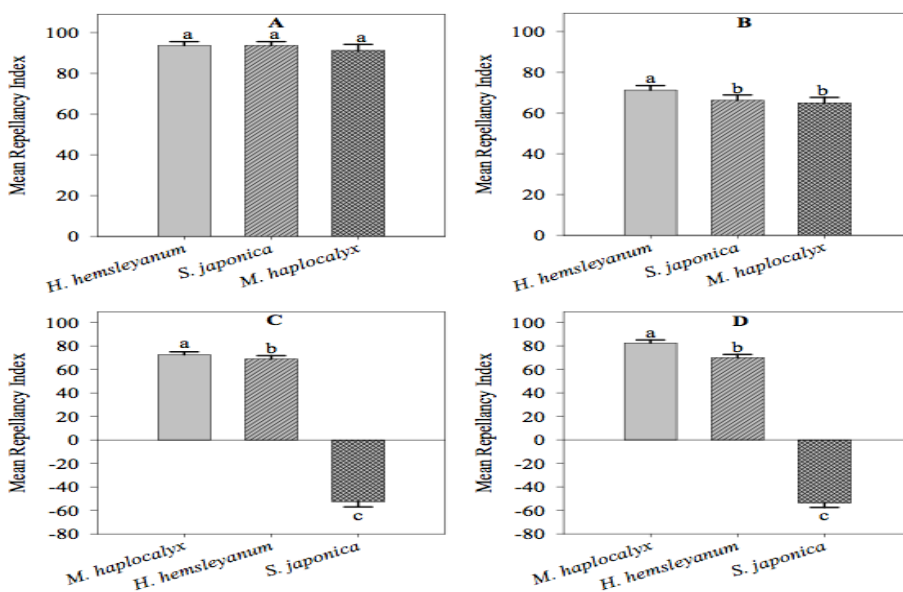 A
Mean Repellancy Index
100
80
60
40
20
0
a
a
a
H. hemsleyanum
S. japonica
M. haplocalyx
B
Mean Repellancy Index
100
80
60
40
20
0
a
b
b
H. hemsleyanum
S. japonica
M. haplocalyx
C
Mean Repellancy Index
100
80
60
40
20
0
-20
-40
-60
-80
a
b
c
M. haplocalyx
H. hemsleyanum
S. japonica
D
Mean Repellancy Index
100
80
60
40
20
0
-20
-40
-60
-80
a
b
c
M. haplocalyx
H. hemsleyanum
S. japonica